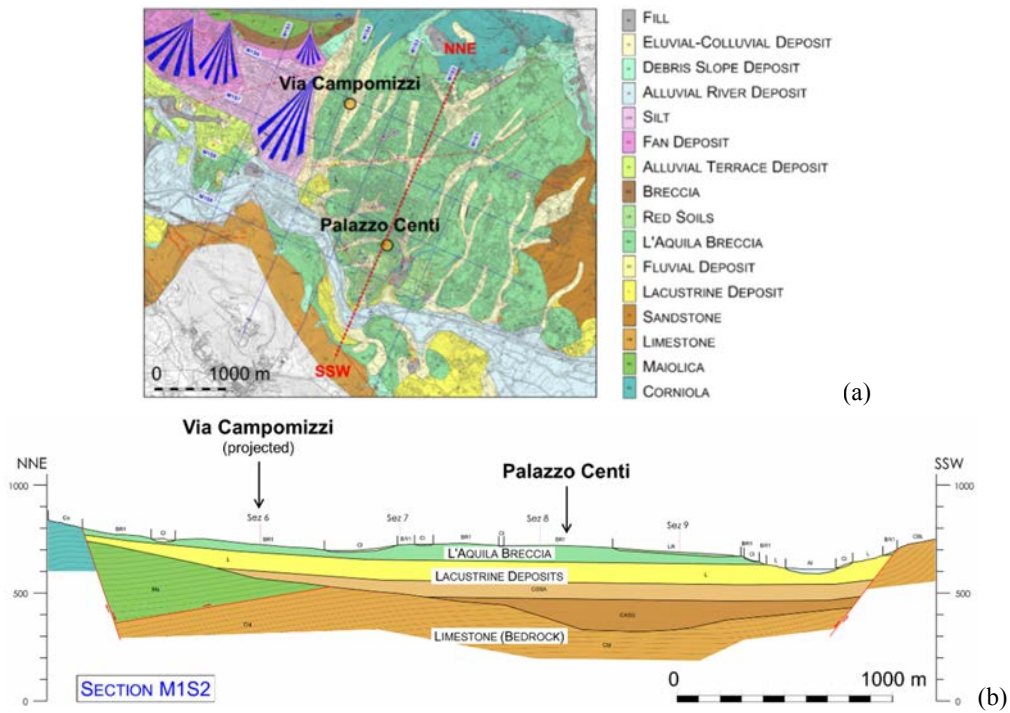 FILL
ELUVIAL-COLLUVIAL DEPOSIT
DEBRIS SLOPE DEPOSIT
ALLUVIAL RIVER DEPOSIT
SILT
FAN DEPOSIT
ALLUVIAL TERRACE DEPOSIT
BRECCIA
RED SOILS
L'AQUILA BRECCIA
FLUVIAL DEPOSIT
LACUSTRINE DEPOSIT
SANDSTONE
LIMESTONE
MAIOLICA
CORNIOLA
NNE
Via Campomizzi
Palazzo Centi
SSW
0 1000 m
(a)
Via Campomizzi
(projected)
Palazzo Centi
NNE
SSW
1000
1000
Sez 6 Sez 7 Sez 8 Sez 9
L'AQUILA BRECCIA
LACUSTRINE DEPOSITS
500
500
LIMESTONE (BEDROCK)
0
0
SECTION M1S2
0 1000 m
(b)